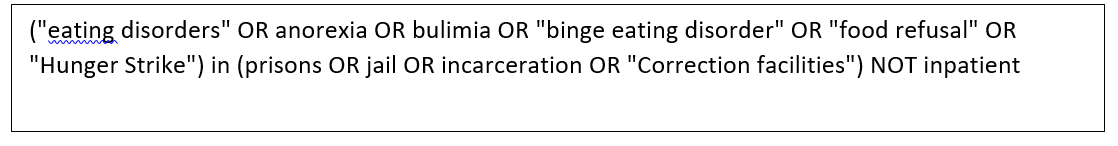 ("eating disorders" OR anorexia OR bulimia OR "binge eating disorder" OR "food refusal" OR
"Hunger Strike") in (prisons OR jail OR incarceration OR "Correction facilities") NOT inpatient